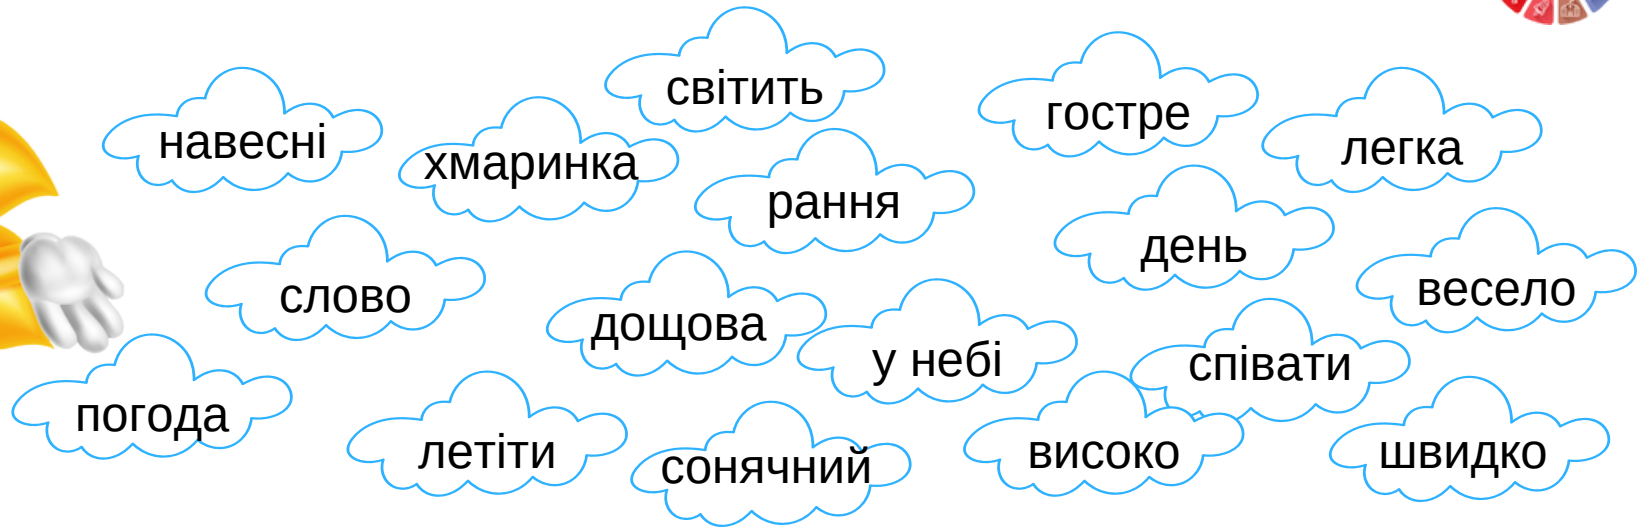 світить
гостре
навесні
хмаринка
легка
рання
день
слово
весело
дощова
у небі
співати
погода
летіти
сонячний
високо
швидко